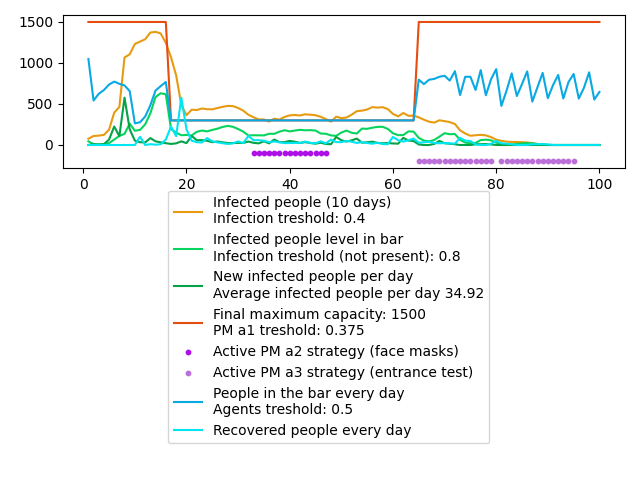 1500
1000
500
0
0 20 40 60 80 100
Infected people (10 days)
Infection treshold: 0.4
Infected people level in bar
Infection treshold (not present): 0.8
New infected people per day
Average infected people per day 34.92
Final maximum capacity: 1500
PM a1 treshold: 0.375
Active PM a2 strategy (face masks)
Active PM a3 strategy (entrance test)
People in the bar every day
Agents treshold: 0.5
Recovered people every day